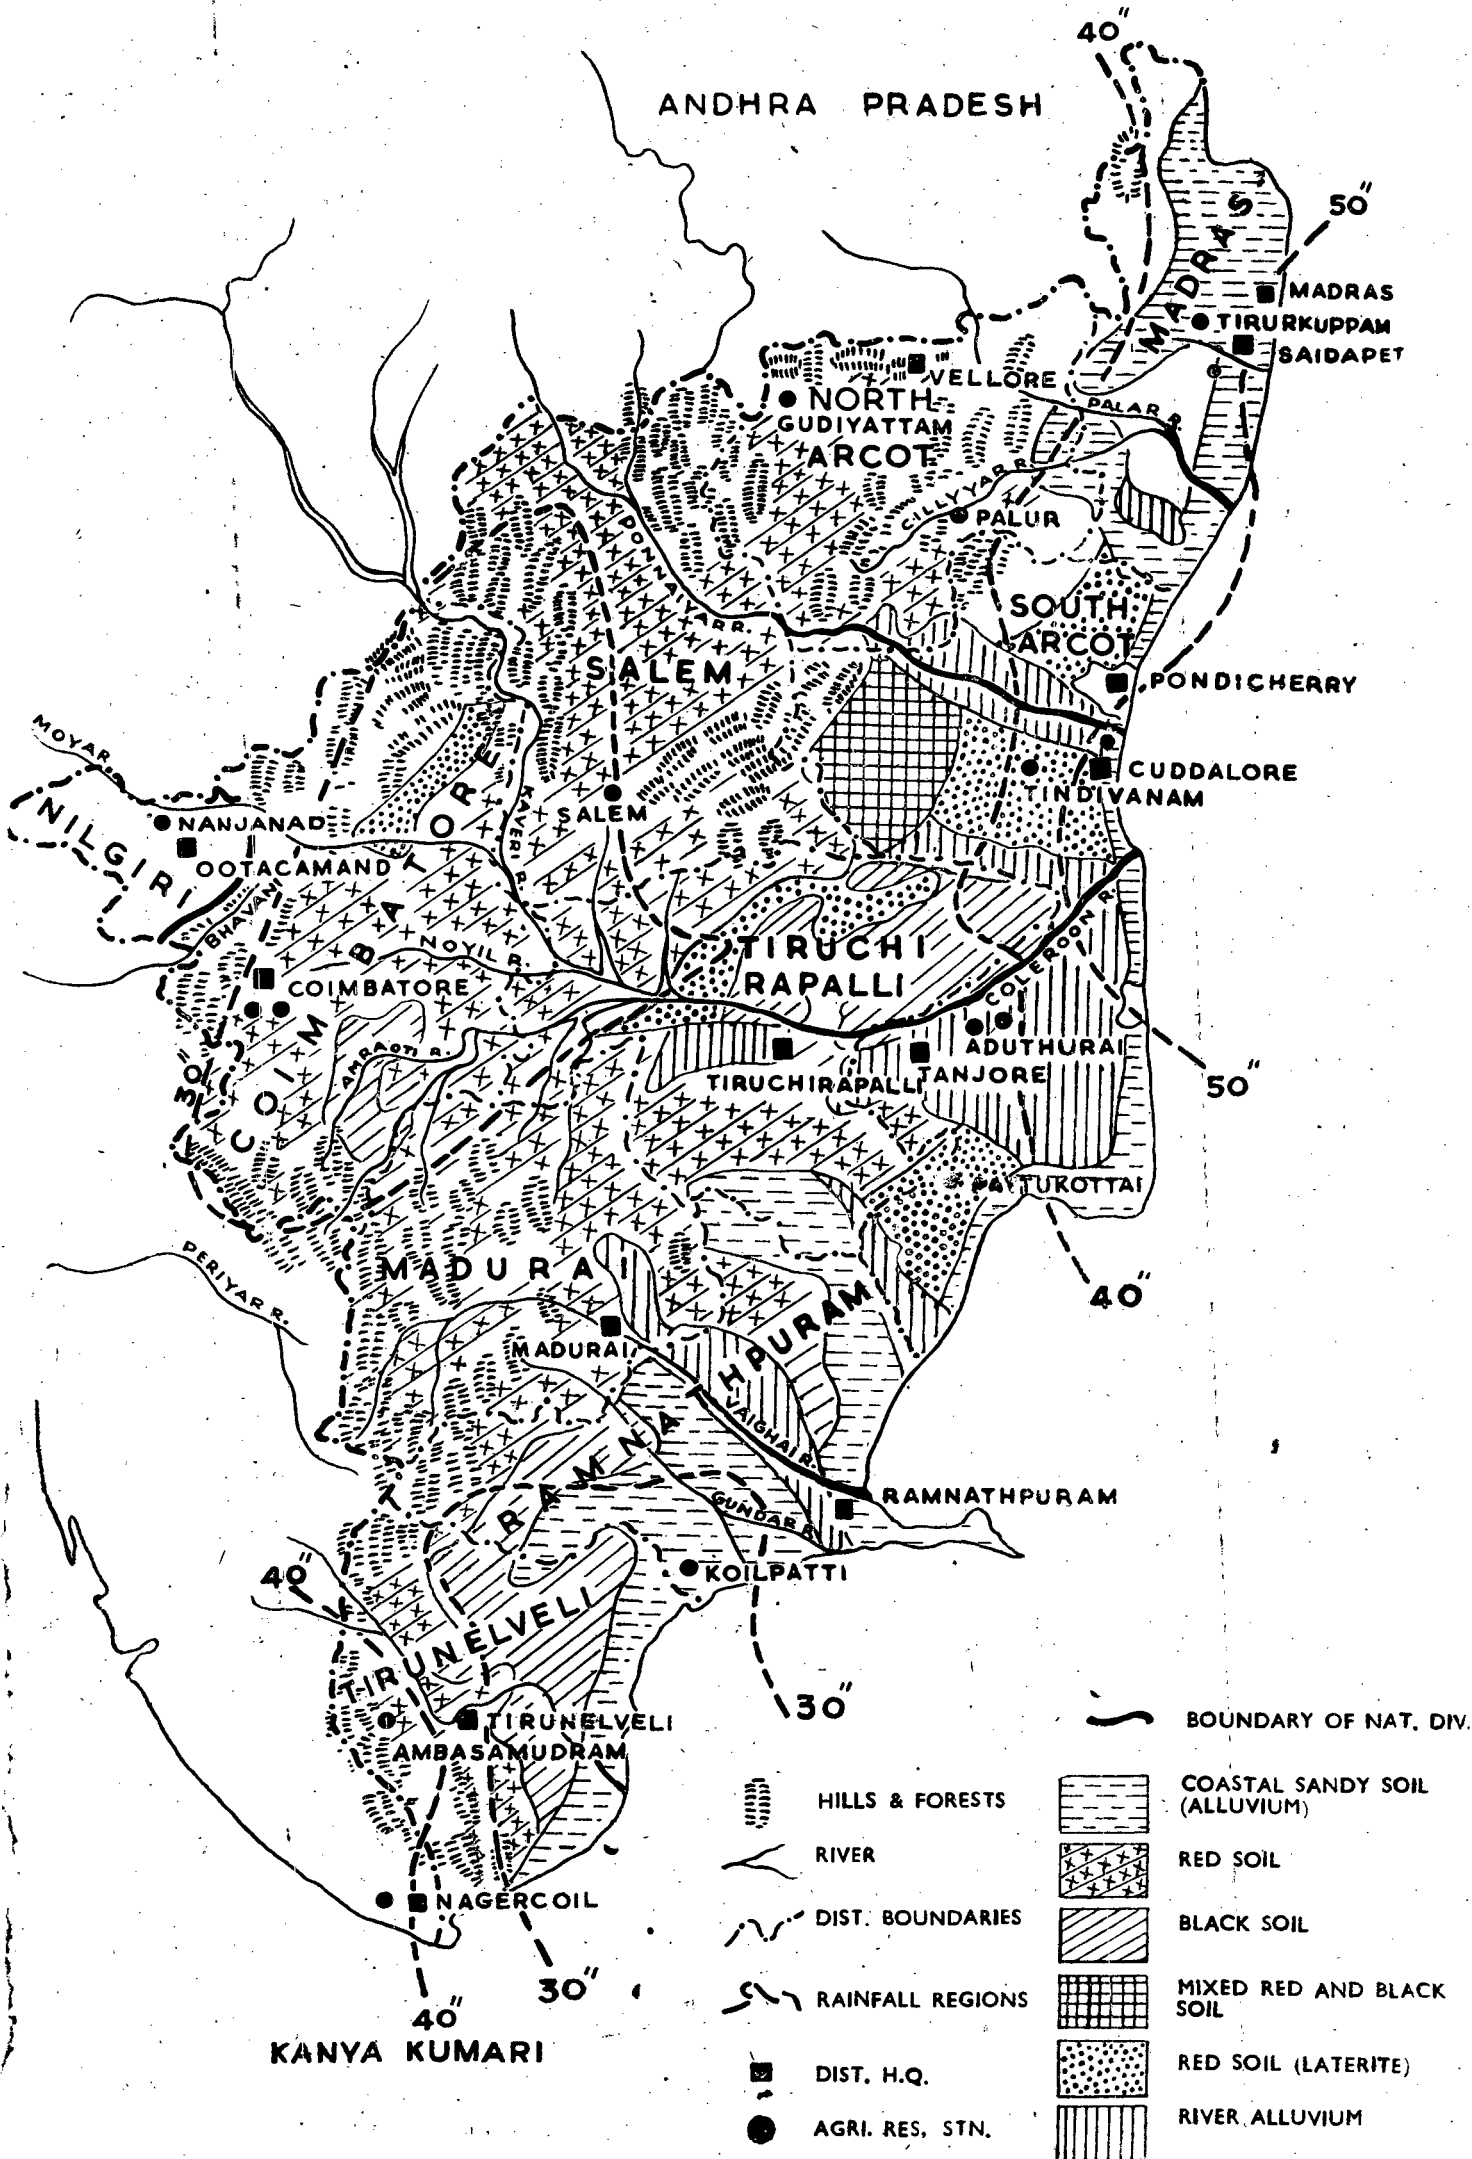 40"
ANDHRA PRADESH
50"
MADRAS
MADRAS
TIRURKUPPAM
SAIDAPET
VELLORE
NORTH
GUDIYATTAM
ARCOT
PALAR R.
CILLYYAR R.
PALUR
PONNAIYAR R.
SOUTH
ARCOT
SALEM
PONDICHERRY
MOYAR
CUDDALORE
TINDIVANAM
NILGIRI
NANJANAD
OOTACAMAND
KAVERI R.
SALEM
BHAVANI
COIMBATORE
NOYIL R.
TIRUCHI
RAPALLI
COLEROON R.
COIMBATORE
AMRAOTI R.
ADUTHURAI
TANJORE
TIRUCHIRAPALLI
50"
30"
PATTUKOTTAI
PERIYAR R.
MADURAI
40"
MADURAI
RAMNATHPURAM
VAIGHAI R.
GUNDAR R.
RAMNATHPURAM
KOILPATTI
40"
TIRUNELVELI
30"
TIRUNELVELI
AMBASAMUDRAM
NAGERCOIL
30"
40"
KANYA KUMARI
BOUNDARY OF NAT. DIV.
HILLS & FORESTS
RIVER
DIST. BOUNDARIES
RAINFALL REGIONS
DIST. H.Q.
AGRI. RES, STN.
COASTAL SANDY SOIL
(ALLUVIUM)
RED SOIL
BLACK SOIL
MIXED RED AND BLACK
SOIL
RED SOIL (LATERITE)
RIVER ALLUVIUM